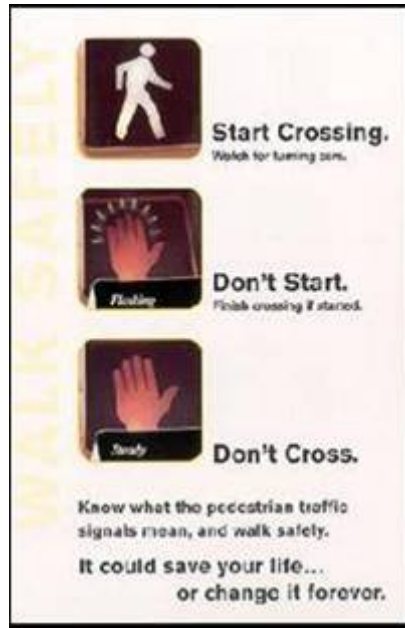 WALK SAFELY
Start Crossing.
Watch for turning cars.
Flashing
Don't Start.
Finish crossing if started.
Steady
Don't Cross.
Know what the pedestrian traffic
signals mean, and walk safely.
It could save your life...
or change it forever.